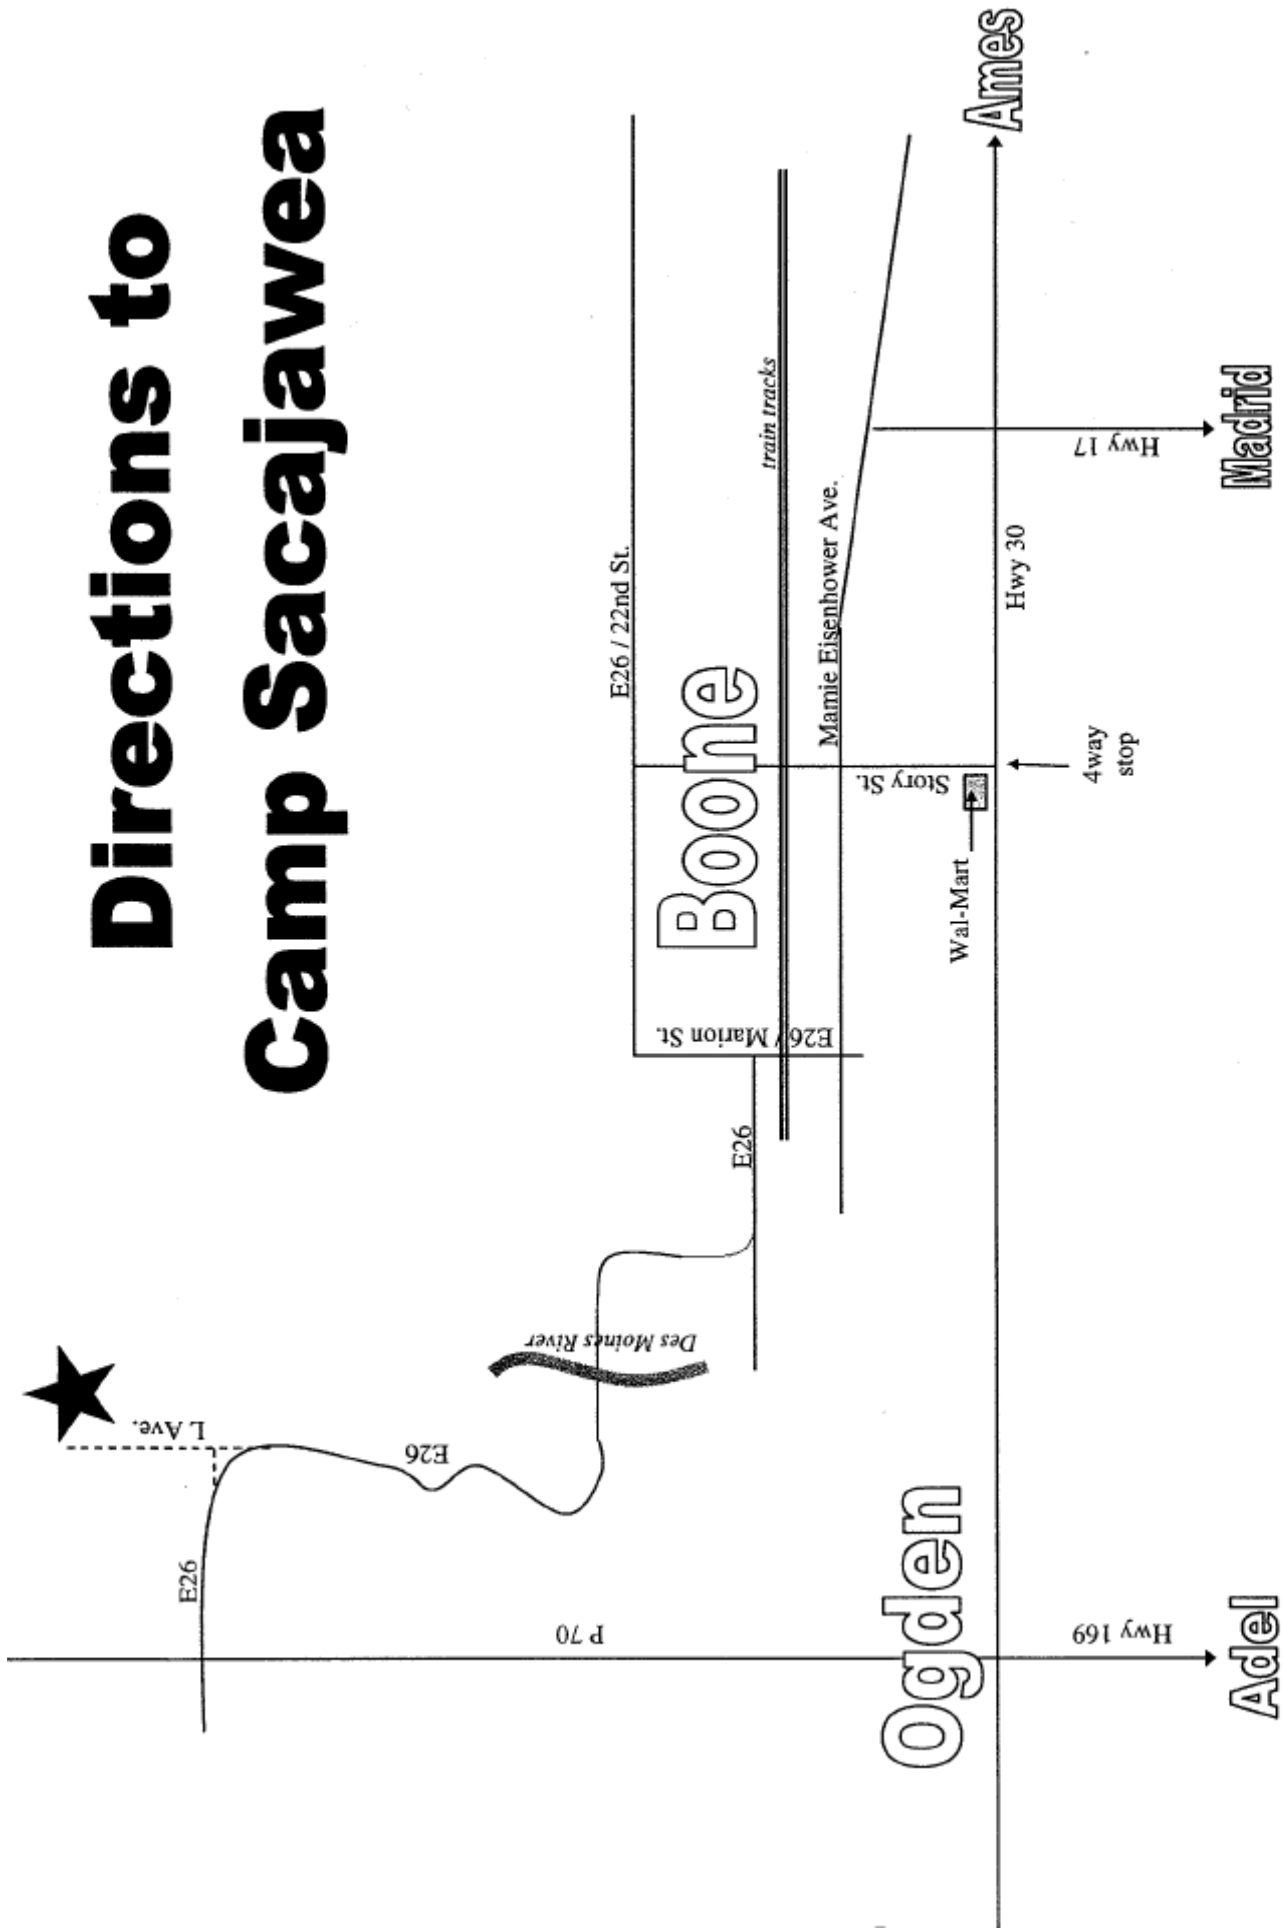 Directions to
Camp Sacajawea
L Ave.
E26
E26
Des Moines River
P 70
E26
E26 / Marion St.
E26 / 22nd St.
Boone
train tracks
Mamie Eisenhower Ave.
Story St.
Wal-Mart
4way
stop
Ogden
Hwy 30
Ames
Hwy 169
Adel
Hwy 17
Madrid